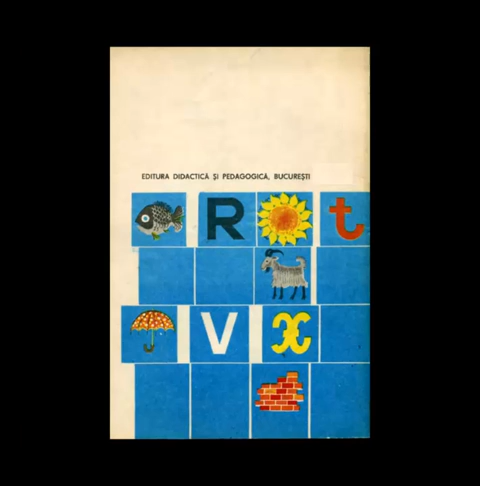 EDITURA DIDACTICĂ ȘI PEDAGOGICĂ, BUCUREȘTI
R t
V x